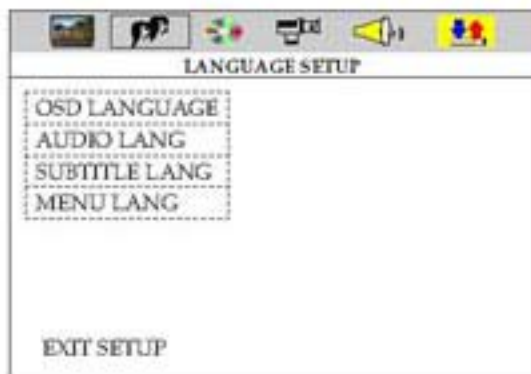 LANGUAGE SETUP
OSD LANGUAGE
AUDIO LANG
SUBTITLE LANG
MENU LANG
EXIT SETUP